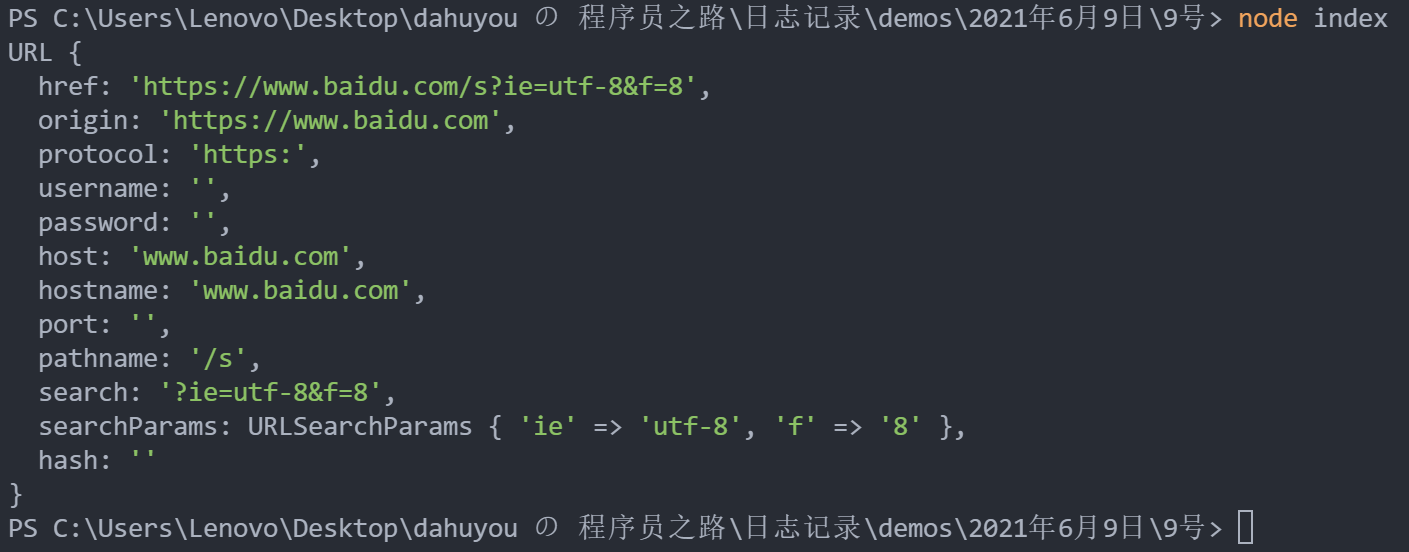 PS C:\Users\Lenovo\Desktop\dahuyou の 程序员之路\日志记录\demos\2021年6月9日\9号> node index
URL {
  href: 'https://www.baidu.com/s?ie=utf-8&f=8',
  origin: 'https://www.baidu.com',
  protocol: 'https:',
  username: '',
  password: '',
  host: 'www.baidu.com',
  hostname: 'www.baidu.com',
  port: '',
  pathname: '/s',
  search: '?ie=utf-8&f=8',
  searchParams: URLSearchParams { 'ie' => 'utf-8', 'f' => '8' },
  hash: ''
}
PS C:\Users\Lenovo\Desktop\dahuyou の 程序员之路\日志记录\demos\2021年6月9日\9号>